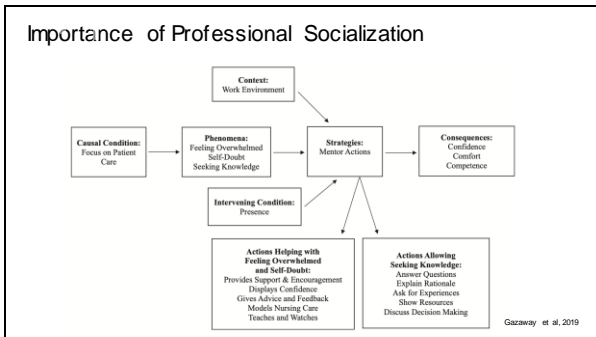 Importance of Professional Socialization
Context:
Work Environment
Causal Condition:
Focus on Patient
Care
Phenomena:
Feeling Overwhelmed
Self-Doubt
Seeking Knowledge
Strategies:
Mentor Actions
Consequences:
Confidence
Comfort
Competence
Intervening Condition:
Presence
Actions Helping with
Feeling Overwhelmed
and Self-Doubt:
Provides Support & Encouragement
Displays Confidence
Gives Advice and Feedback
Models Nursing Care
Teaches and Watches
Actions Allowing
Seeking Knowledge:
Answer Questions
Explain Rationale
Ask for Experiences
Show Resources
Discuss Decision Making
Gazaway et al, 2019